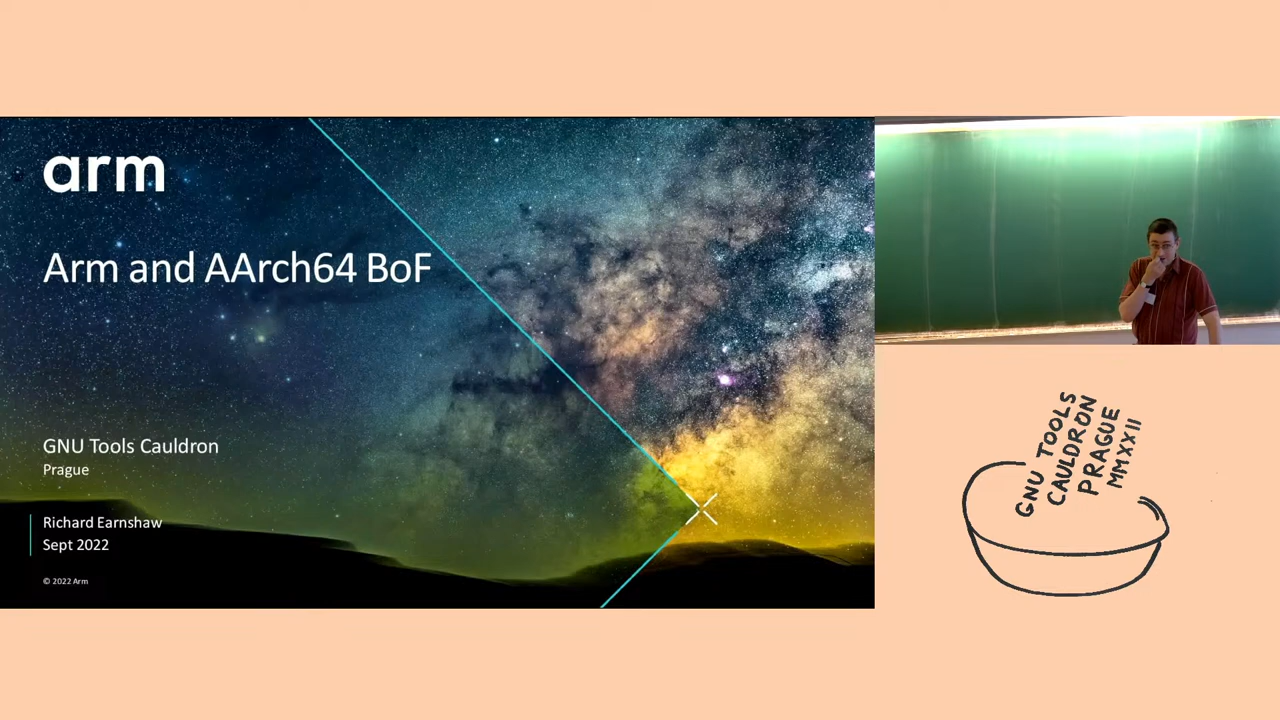 arm
Arm and AArch64 BoF
GNU Tools Cauldron
Prague
Richard Earnshaw
Sept 2022
© 2022 Arm
GNU TOOLS
CAULDRON
PRAGUE
MMXXII